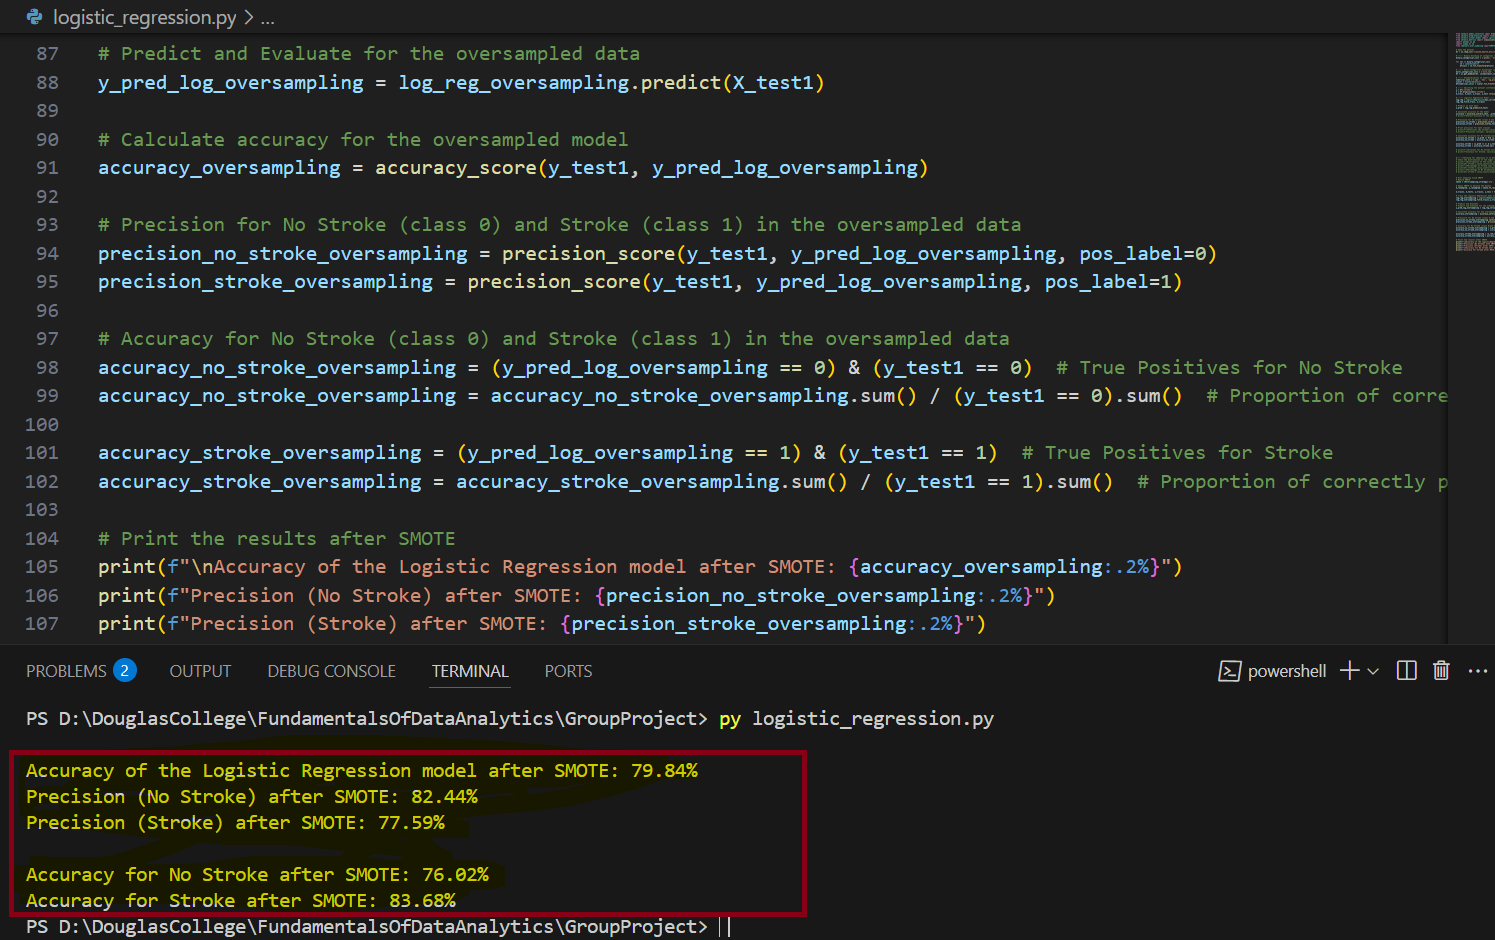 logistic_regression.py > ...
87 # Predict and Evaluate for the oversampled data
88 y_pred_log_oversampling = log_reg_oversampling.predict(X_test1)
89
90 # Calculate accuracy for the oversampled model
91 accuracy_oversampling = accuracy_score(y_test1, y_pred_log_oversampling)
92
93 # Precision for No Stroke (class 0) and Stroke (class 1) in the oversampled data
94 precision_no_stroke_oversampling = precision_score(y_test1, y_pred_log_oversampling, pos_label=0)
95 precision_stroke_oversampling = precision_score(y_test1, y_pred_log_oversampling, pos_label=1)
96
97 # Accuracy for No Stroke (class 0) and Stroke (class 1) in the oversampled data
98 accuracy_no_stroke_oversampling = (y_pred_log_oversampling == 0) & (y_test1 == 0)  # True Positives for No Stroke
99 accuracy_no_stroke_oversampling = accuracy_no_stroke_oversampling.sum() / (y_test1 == 0).sum()  # Proportion of corre
100
101 accuracy_stroke_oversampling = (y_pred_log_oversampling == 1) & (y_test1 == 1)  # True Positives for Stroke
102 accuracy_stroke_oversampling = accuracy_stroke_oversampling.sum() / (y_test1 == 1).sum()  # Proportion of correctly p
103
104 # Print the results after SMOTE
105 print(f"\nAccuracy of the Logistic Regression model after SMOTE: {accuracy_oversampling:.2%}")
106 print(f"Precision (No Stroke) after SMOTE: {precision_no_stroke_oversampling:.2%}")
107 print(f"Precision (Stroke) after SMOTE: {precision_stroke_oversampling:.2%}")
PROBLEMS 2 OUTPUT DEBUG CONSOLE TERMINAL PORTS powershell
PS D:\DouglasCollege\FundamentalsOfDataAnalytics\GroupProject> py logistic_regression.py
Accuracy of the Logistic Regression model after SMOTE: 79.84%
Precision (No Stroke) after SMOTE: 82.44%
Precision (Stroke) after SMOTE: 77.59%
Accuracy for No Stroke after SMOTE: 76.02%
Accuracy for Stroke after SMOTE: 83.68%
PS D:\DouglasCollege\FundamentalsOfDataAnalytics\GroupProject>